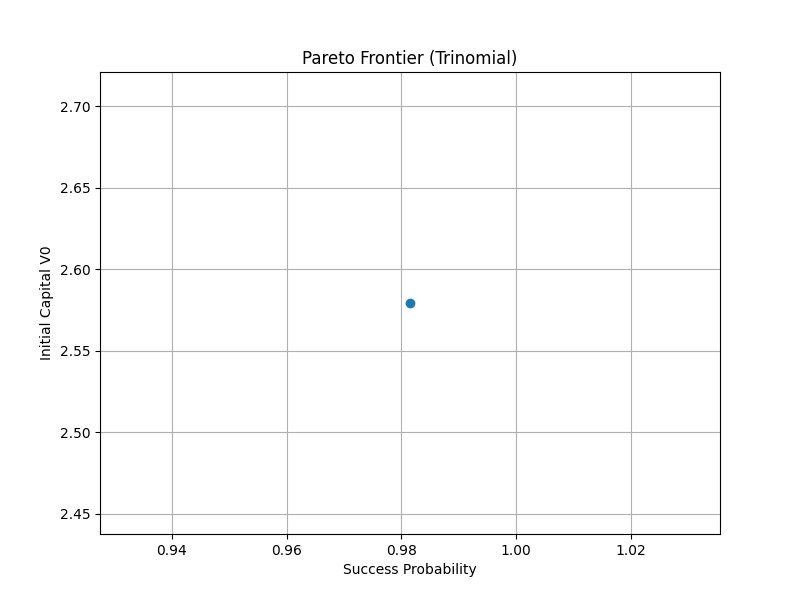 Pareto Frontier (Trinomial)
2.70
2.65
2.60
2.55
2.50
2.45
Initial Capital V0
0.94 0.96 0.98 1.00 1.02
Success Probability